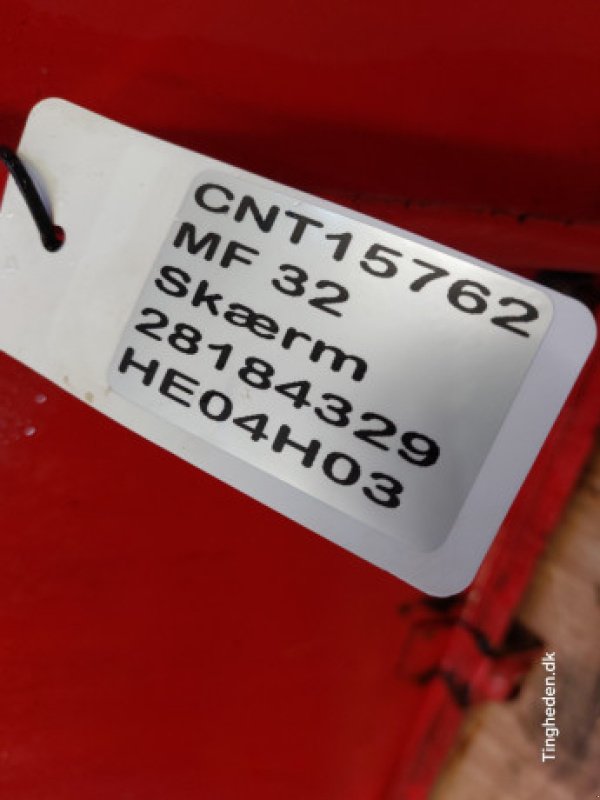 CNT15762
MF 32
Skærm
28184329
HE04H03
Tingheden.dk